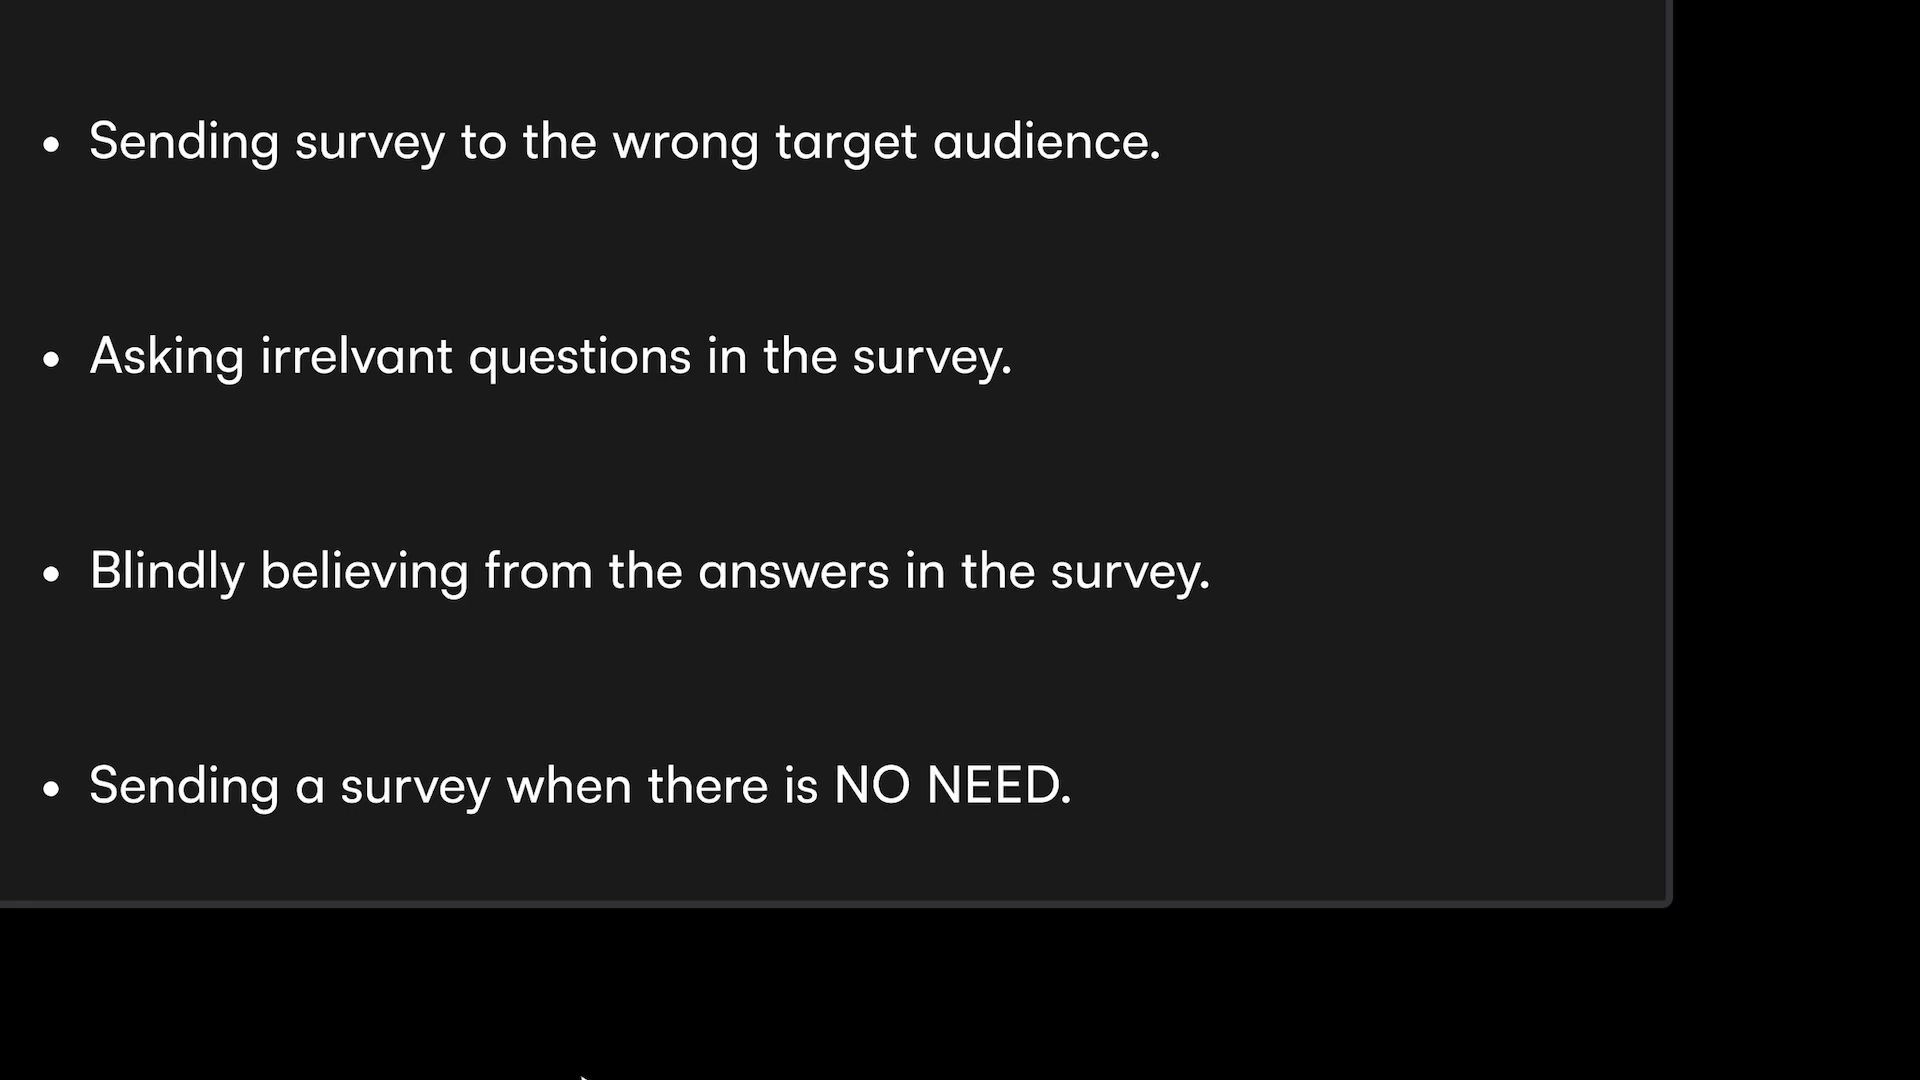 • Sending survey to the wrong target audience.
• Asking irrelvant questions in the survey.
• Blindly believing from the answers in the survey.
• Sending a survey when there is NO NEED.